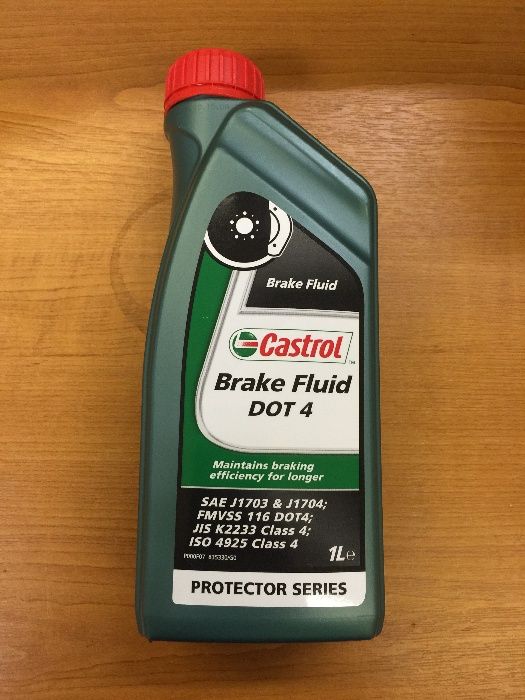 Brake Fluid
Castrol
Brake Fluid
DOT 4
Maintains braking
efficiency for longer
SAE J1703 & J1704;
FMVSS 116 DOT4;
JIS K2233 Class 4;
ISO 4925 Class 4
1L℮
PROTECTOR SERIES